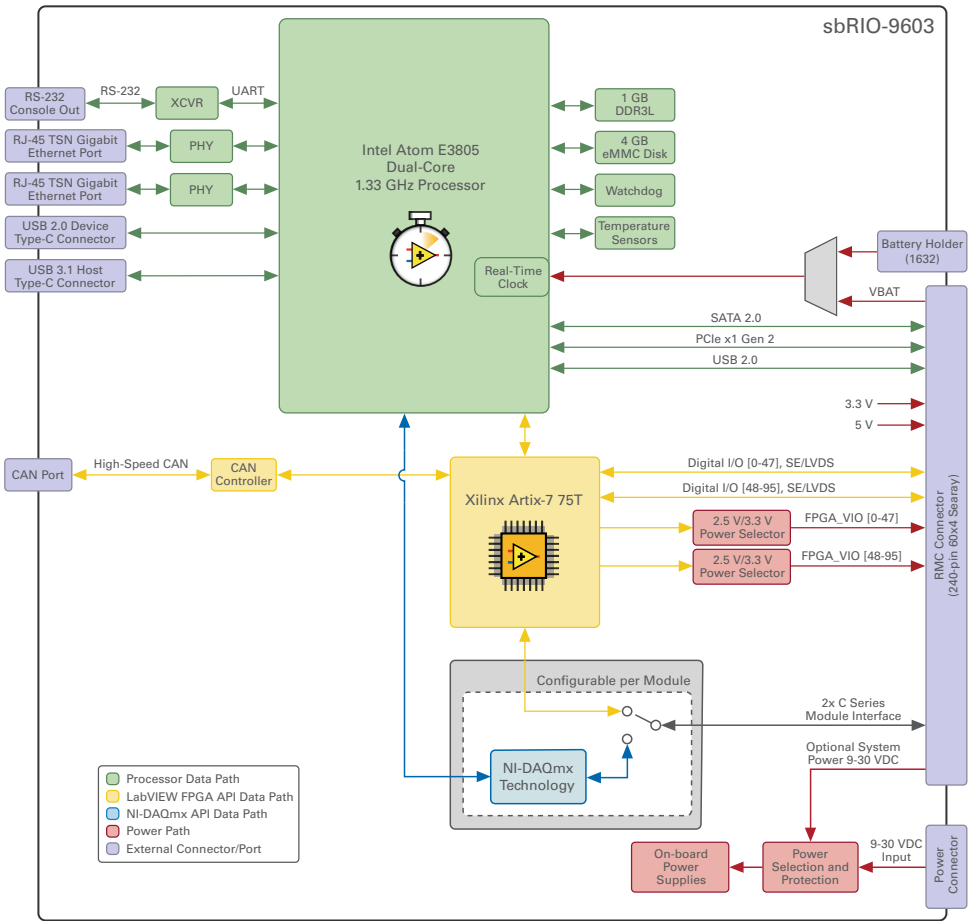 sbRIO-9603
RS-232
Console Out
RS-232
XCVR
UART
RJ-45 TSN Gigabit
Ethernet Port
PHY
RJ-45 TSN Gigabit
Ethernet Port
PHY
USB 2.0 Device
Type-C Connector
USB 3.1 Host
Type-C Connector
Intel Atom E3805
Dual-Core
1.33 GHz Processor
Real-Time
Clock
1 GB
DDR3L
4 GB
eMMC Disk
Watchdog
Temperature
Sensors
Battery Holder
(1632)
VBAT
SATA 2.0
PCIe x1 Gen 2
USB 2.0
3.3 V
5 V
CAN Port
High-Speed CAN
CAN
Controller
Xilinx Artix-7 75T
Digital I/O [0-47], SE/LVDS
Digital I/O [48-95], SE/LVDS
2.5 V/3.3 V
Power Selector
FPGA_VIO [0-47]
2.5 V/3.3 V
Power Selector
FPGA_VIO [48-95]
RMC Connector
(240-pin 60x4 Searay)
Configurable per Module
NI-DAQmx
Technology
2x C Series
Module Interface
Optional System
Power 9-30 VDC
Processor Data Path
LabVIEW FPGA API Data Path
NI-DAQmx API Data Path
Power Path
External Connector/Port
On-board
Power
Supplies
Power
Selection and
Protection
9-30 VDC
Input
Power
Connector